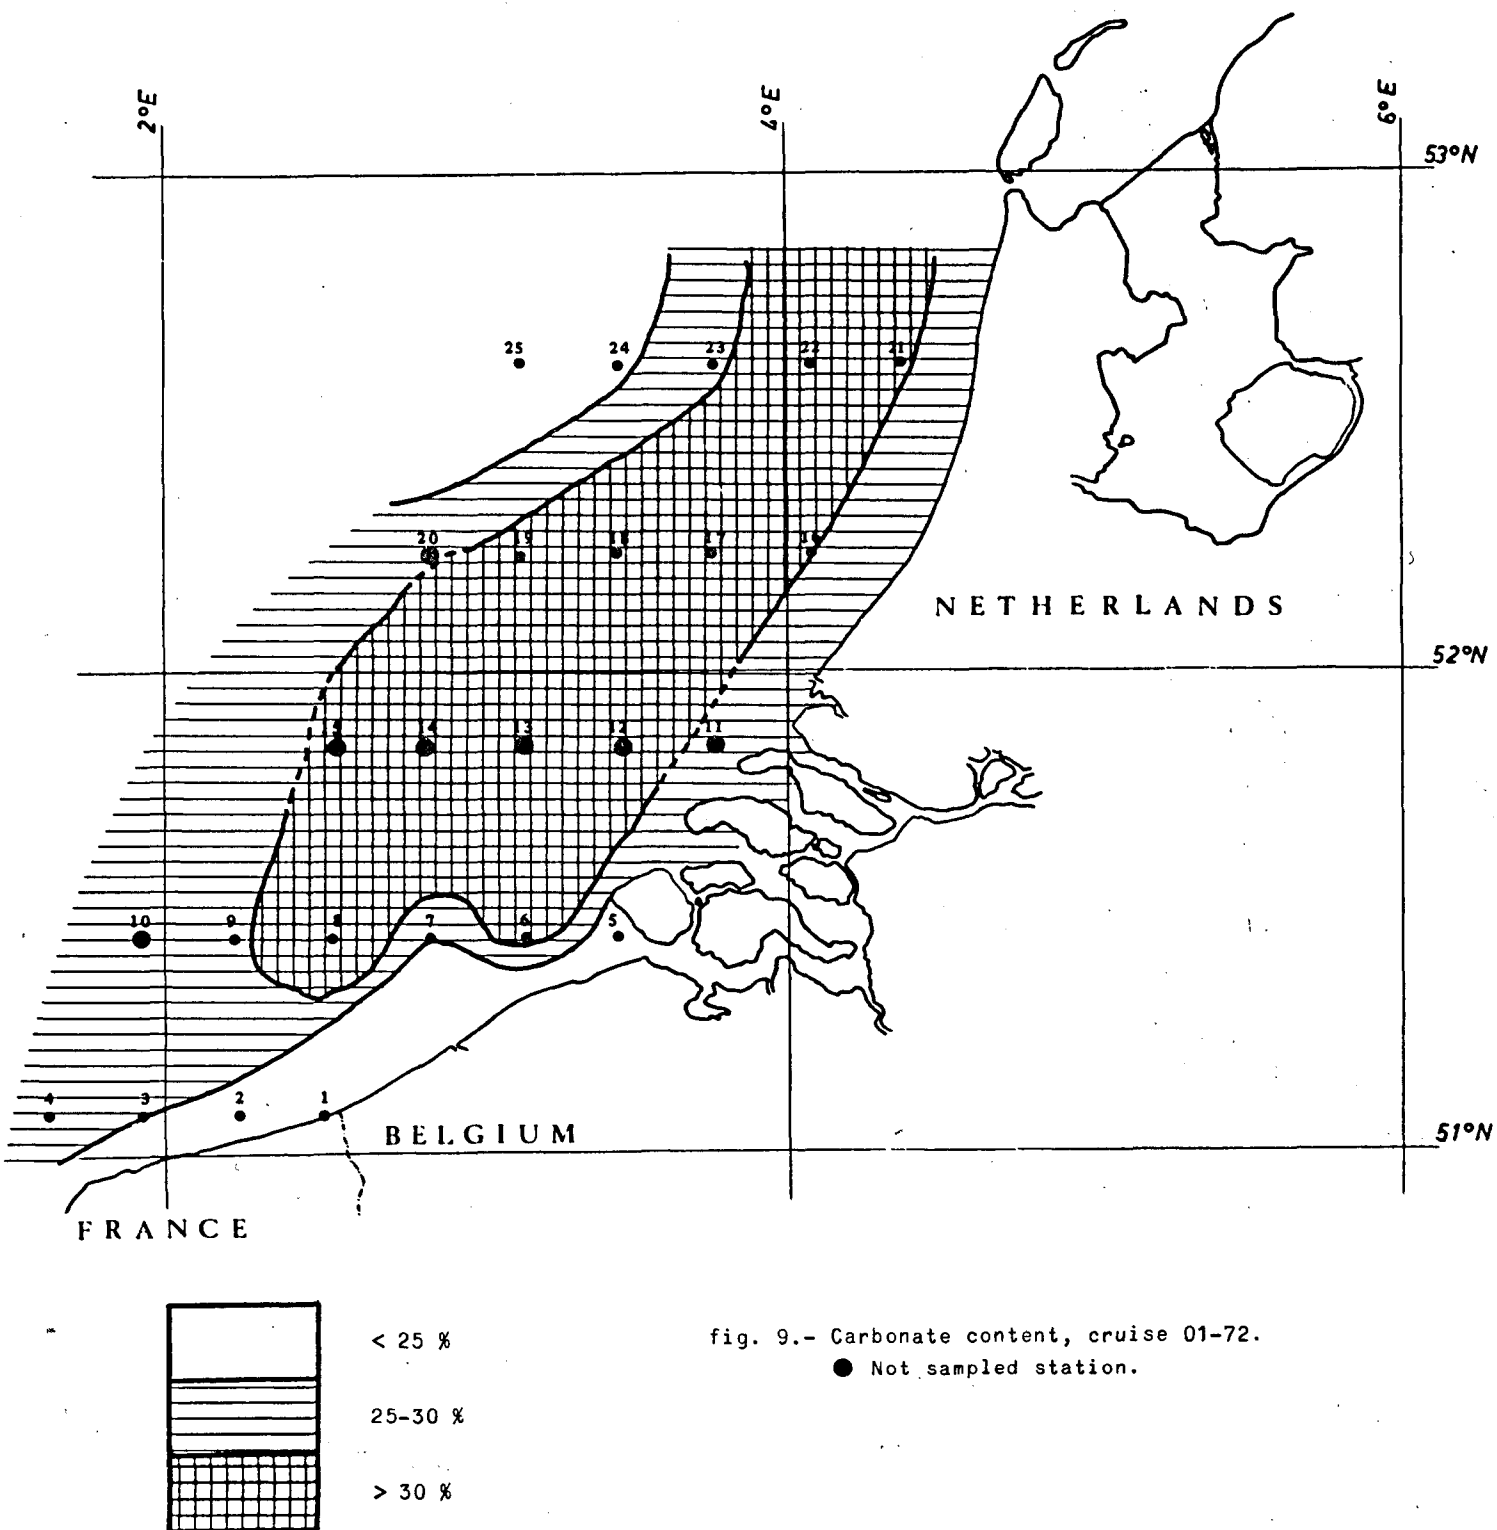 2°E
4°E
6°E
53°N
25
24
23
22
21
20
19
18
17
16
NETHERLANDS
52°N
15
14
13
12
11
10
9
8
7
6
5
4
3
2
1
BELGIUM
51°N
FRANCE
< 25 %
25-30 %
> 30 %
fig. 9.- Carbonate content, cruise 01-72.
● Not sampled station.